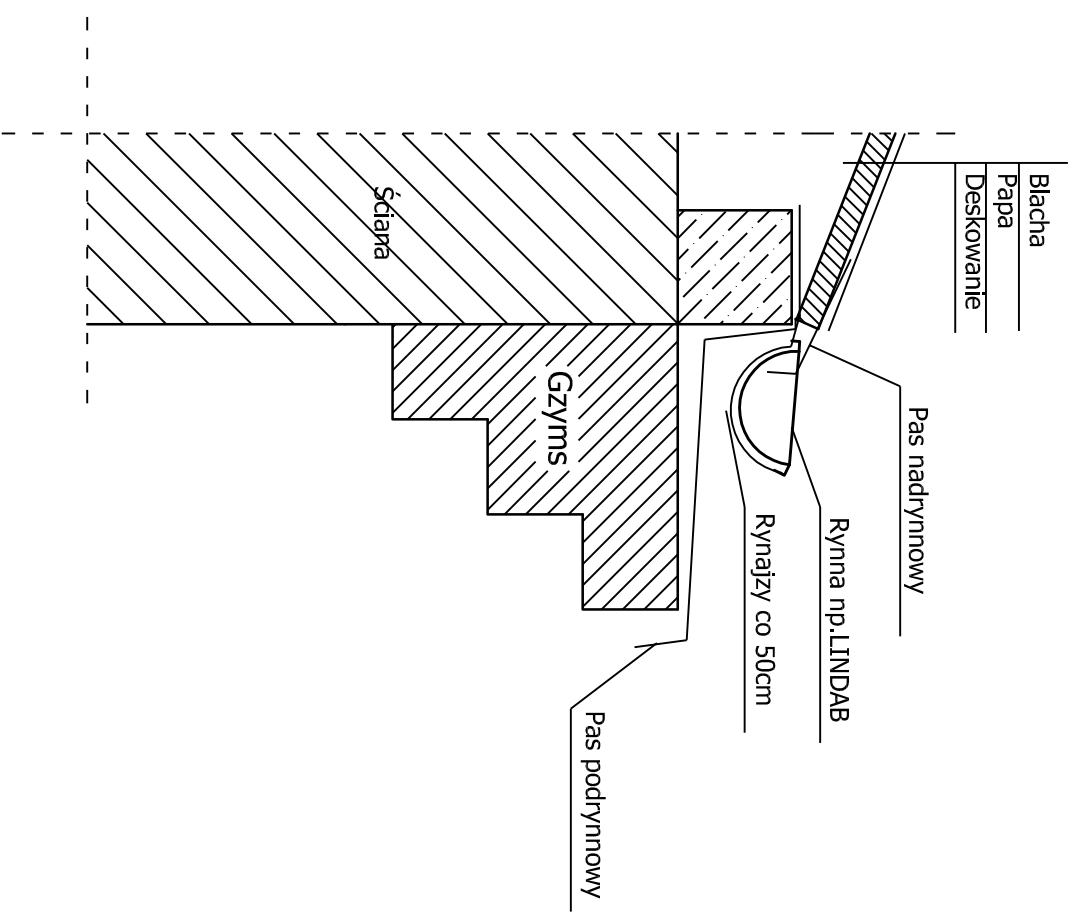 Blacha
Papa
Deskowanie
Pas nadrynnowy
Rynna np.LINDAB
Rynajzy co 50cm
Gzyms
Ściana
Pas podrynnowy